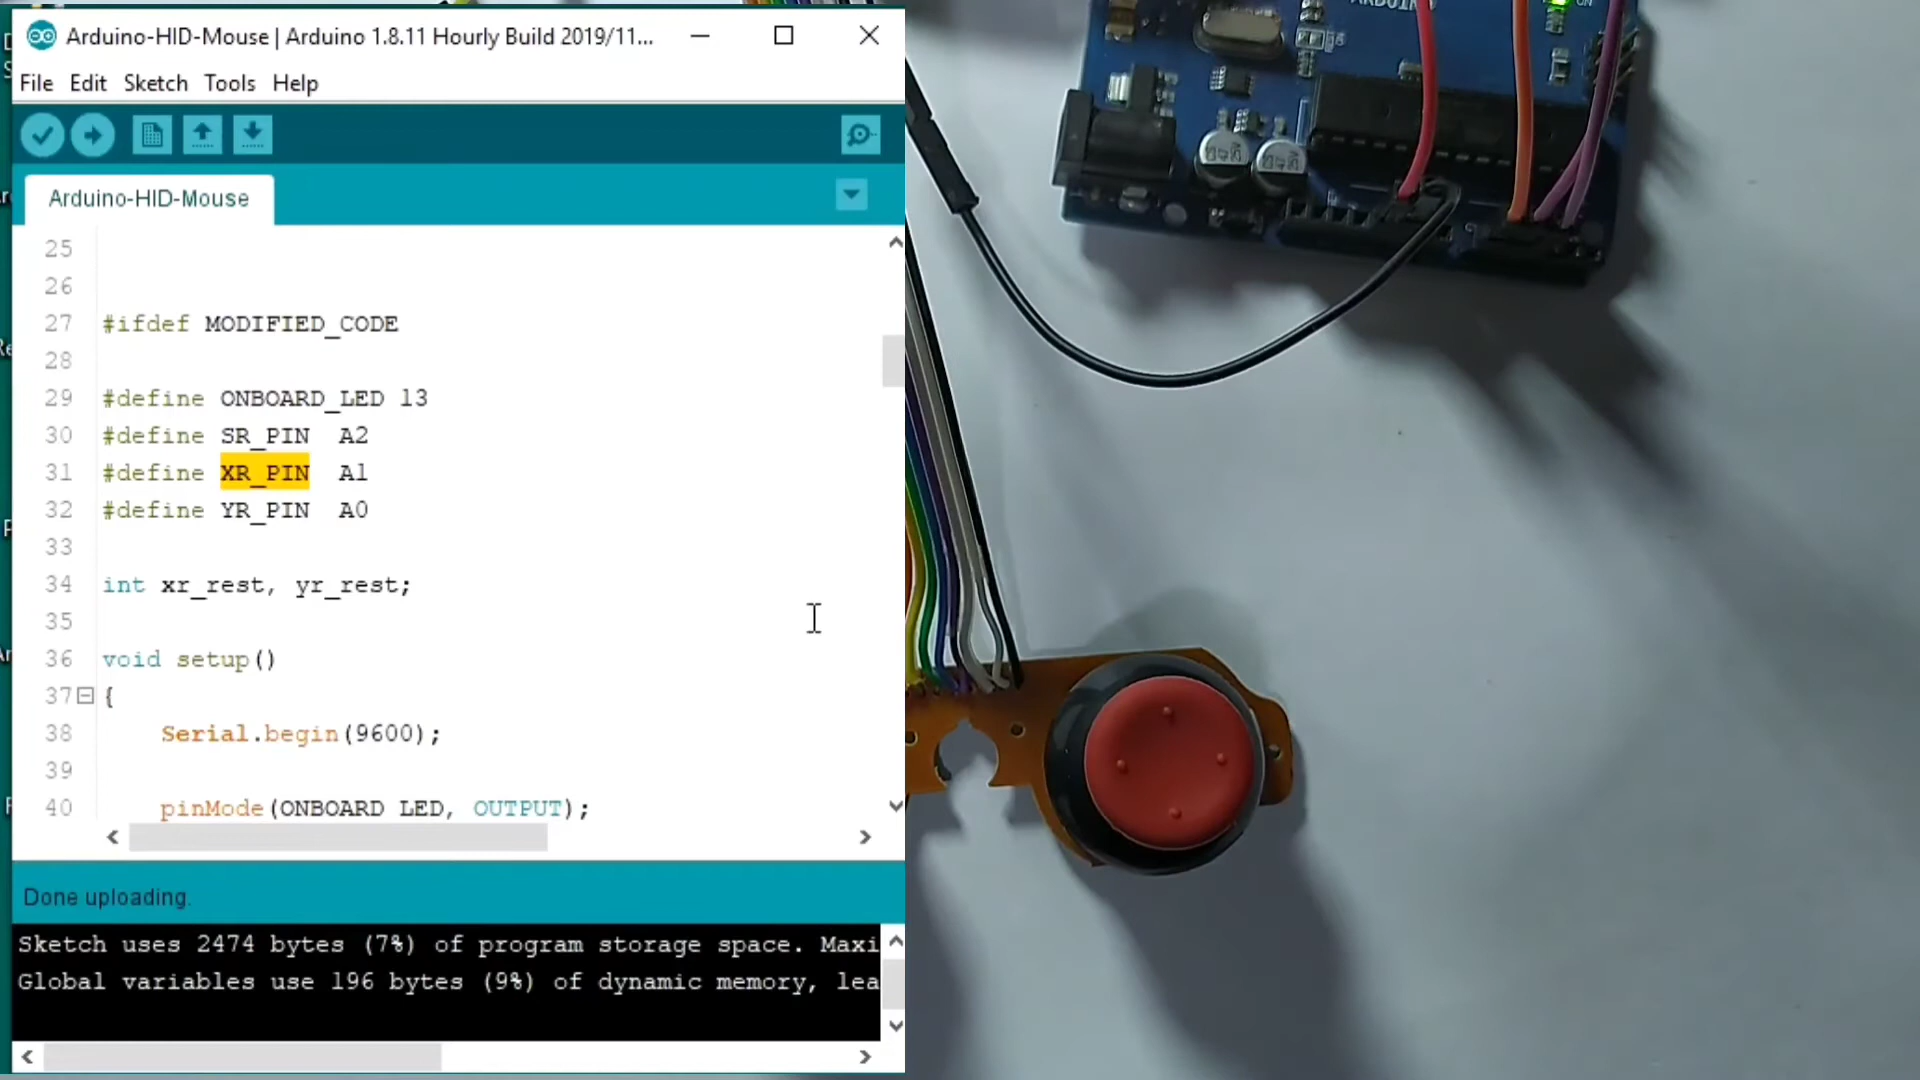 Arduino-HID-Mouse | Arduino 1.8.11 Hourly Build 2019/11...
File Edit Sketch Tools Help
Arduino-HID-Mouse
25
26
27 #ifdef MODIFIED_CODE
28
29 #define ONBOARD_LED 13
30 #define SR_PIN A2
31 #define XR_PIN A1
32 #define YR_PIN A0
33
34 int xr_rest, yr_rest;
35
36 void setup()
37 {
38 Serial.begin(9600);
39
40 pinMode(ONBOARD_LED, OUTPUT);
Done uploading.
Sketch uses 2474 bytes (7%) of program storage space. Maxi
Global variables use 196 bytes (9%) of dynamic memory, lea
ARDUINO
ON